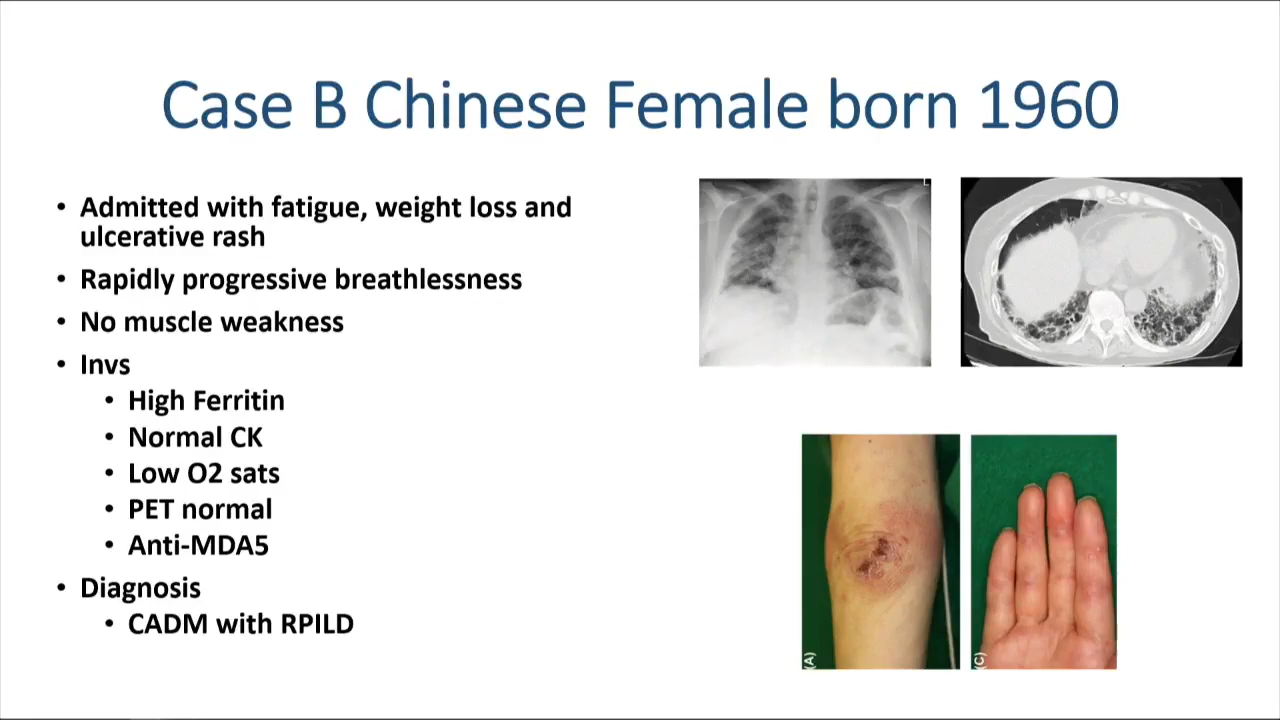 Case B Chinese Female born 1960
• Admitted with fatigue, weight loss and
ulcerative rash
• Rapidly progressive breathlessness
• No muscle weakness
• Invs
• High Ferritin
• Normal CK
• Low O2 sats
• PET normal
• Anti-MDA5
• Diagnosis
• CADM with RPILD
L
(A)
(C)